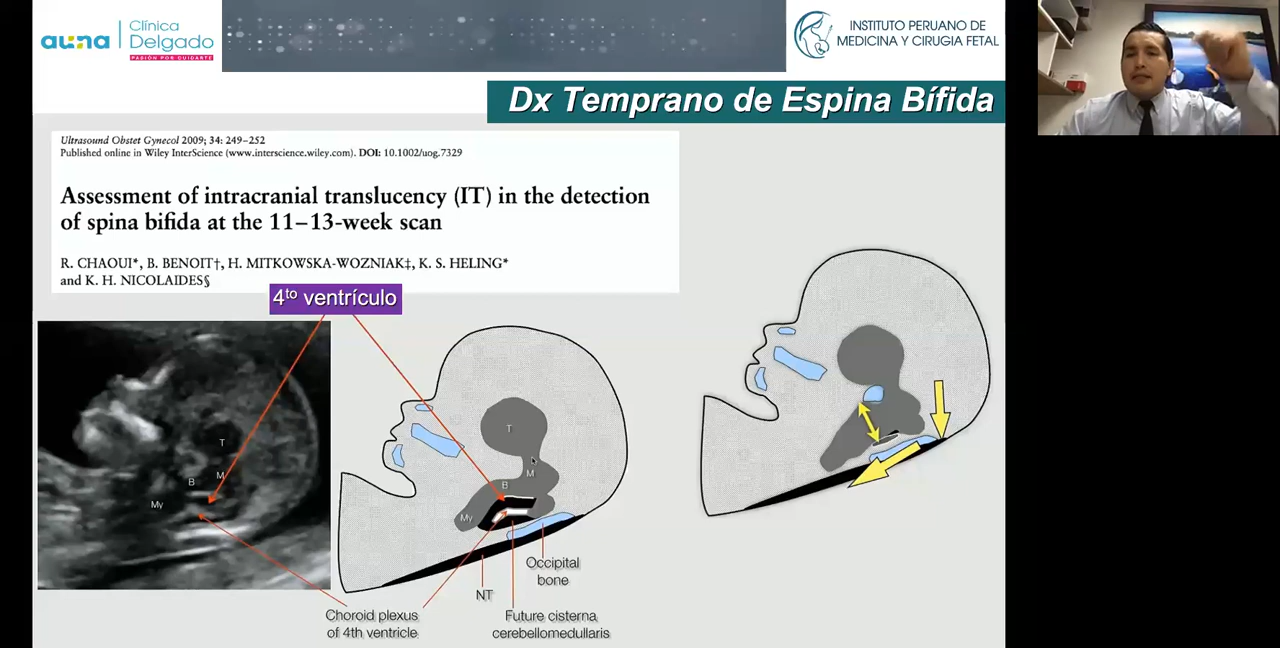 auna
Clínica
Delgado
PASIÓN POR CUIDARTE
INSTITUTO PERUANO DE
MEDICINA Y CIRUGIA FETAL
Dx Temprano de Espina Bífida
Ultrasound Obstet Gynecol 2009; 34: 249–252
Published online in Wiley InterScience (www.interscience.wiley.com). DOI: 10.1002/uog.7329
Assessment of intracranial translucency (IT) in the detection
of spina bifida at the 11–13-week scan
R. CHAOUI*, B. BENOIT†, H. MITKOWSKA-WOZNIAK‡, K. S. HELING*
and K. H. NICOLAIDES§
4to ventrículo
T
M
B
My
T
M
B
My
Occipital
bone
NT
Choroid plexus
of 4th ventricle
Future cisterna
cerebellomedullaris